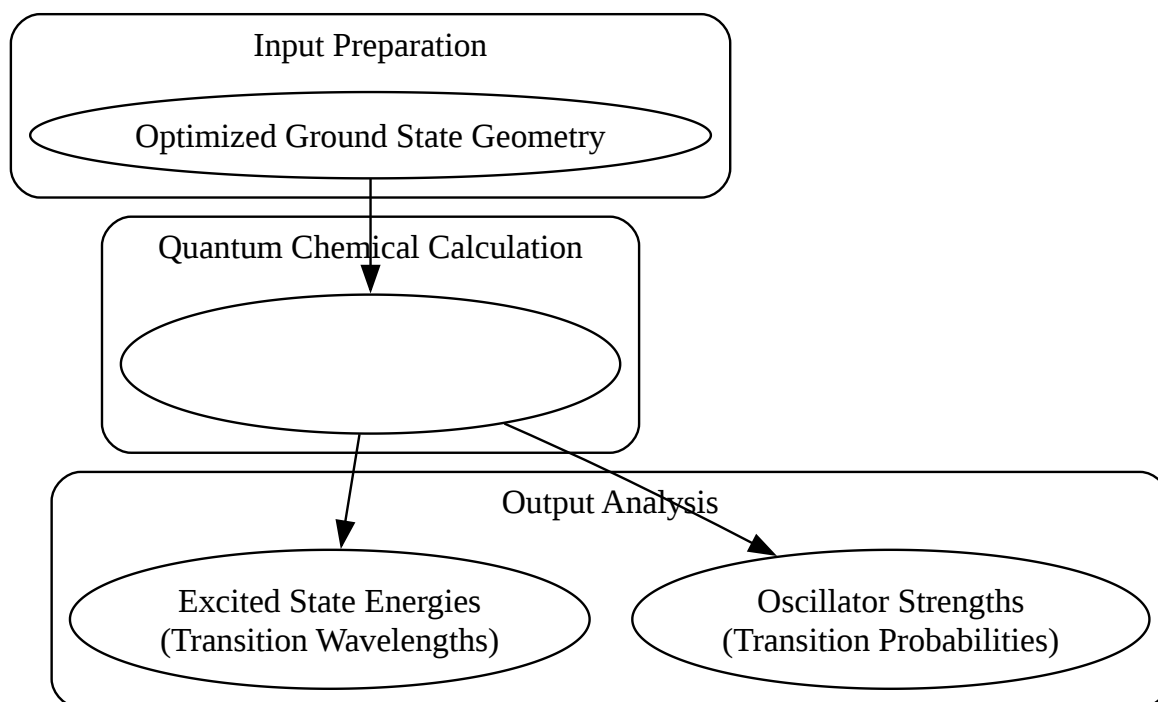 Input Preparation
Optimized Ground State Geometry
Quantum Chemical Calculation
Output Analysis
Excited State Energies
(Transition Wavelengths)
Oscillator Strengths
(Transition Probabilities)